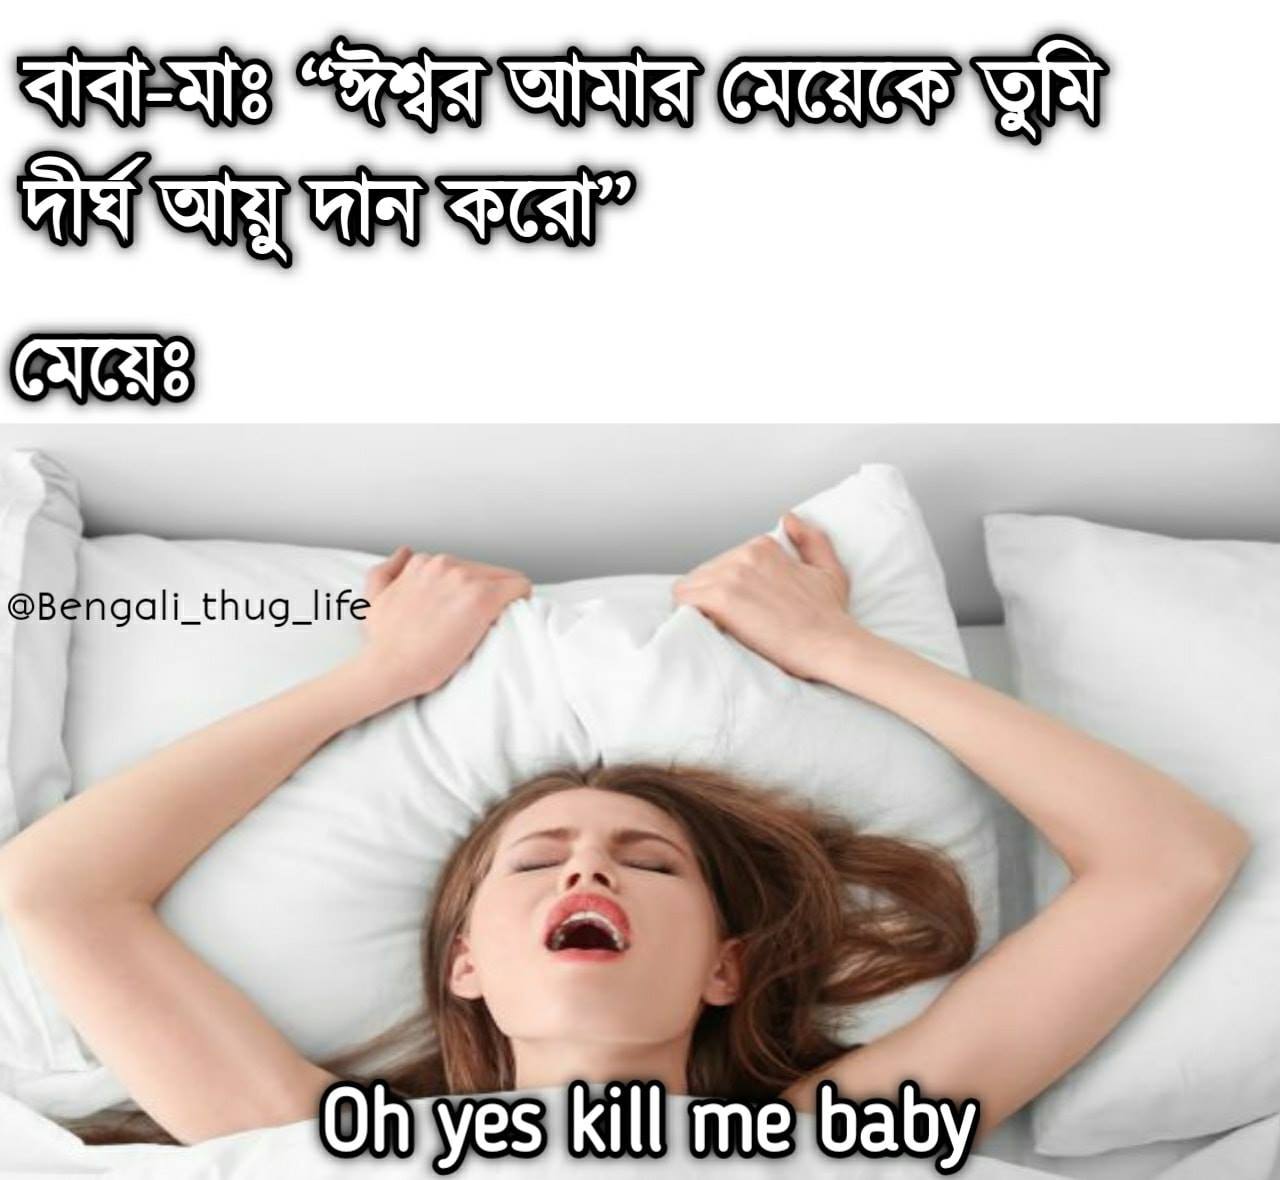 বাবা-মাঃ “ঈশ্বর আমার মেয়েকে তুমি
দীর্ঘ আয়ু দান করো”
মেয়েঃ
@Bengali_thug_life
Oh yes kill me baby